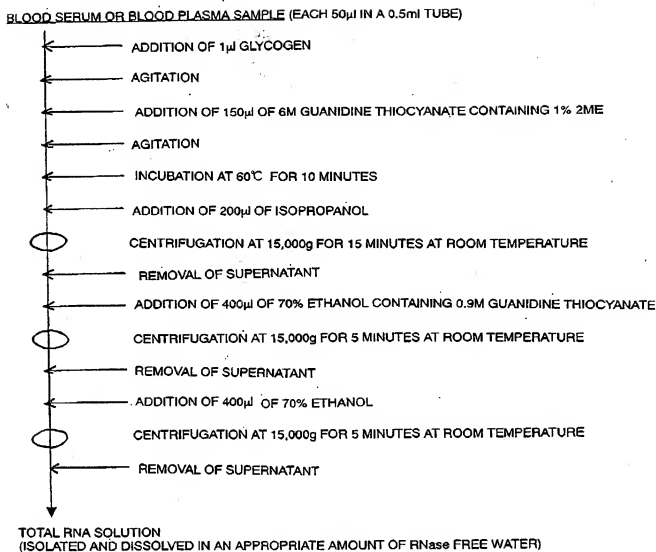 BLOOD SERUM OR BLOOD PLASMA SAMPLE (EACH 50μl IN A 0.5ml TUBE)
ADDITION OF 1μl GLYCOGEN
AGITATION
ADDITION OF 150μl OF 6M GUANIDINE THIOCYANATE CONTAINING 1% 2ME
AGITATION
INCUBATION AT 60℃ FOR 10 MINUTES
ADDITION OF 200μl OF ISOPROPANOL
CENTRIFUGATION AT 15,000g FOR 15 MINUTES AT ROOM TEMPERATURE
REMOVAL OF SUPERNATANT
ADDITION OF 400μl OF 70% ETHANOL CONTAINING 0.9M GUANIDINE THIOCYANATE
CENTRIFUGATION AT 15,000g FOR 5 MINUTES AT ROOM TEMPERATURE
REMOVAL OF SUPERNATANT
ADDITION OF 400μl OF 70% ETHANOL
CENTRIFUGATION AT 15,000g FOR 5 MINUTES AT ROOM TEMPERATURE
REMOVAL OF SUPERNATANT
TOTAL RNA SOLUTION
(ISOLATED AND DISSOLVED IN AN APPROPRIATE AMOUNT OF RNase FREE WATER)